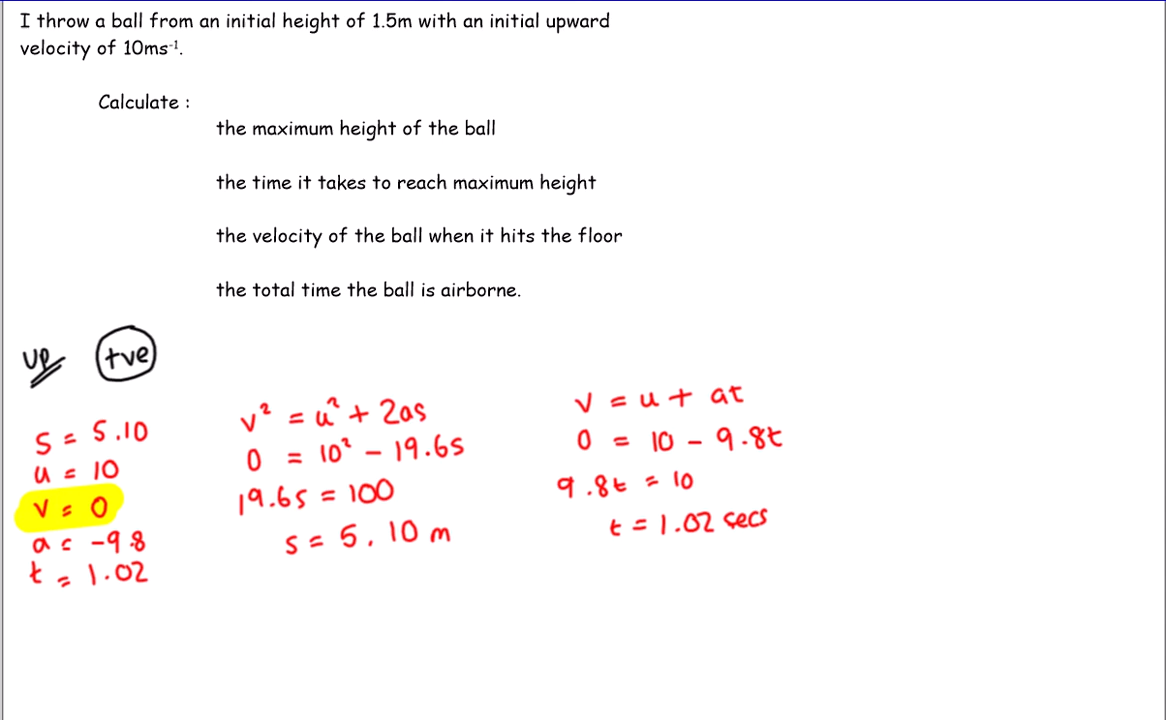 I throw a ball from an initial height of 1.5m with an initial upward
velocity of 10ms⁻¹.
Calculate :
the maximum height of the ball
the time it takes to reach maximum height
the velocity of the ball when it hits the floor
the total time the ball is airborne.
UP +ve
s = 5.10
u = 10
v = 0
a = -9.8
t = 1.02
v² = u² + 2as
0 = 10² - 19.6s
19.6s = 100
s = 5.10 m
v = u + at
0 = 10 - 9.8t
9.8t = 10
t = 1.02 secs